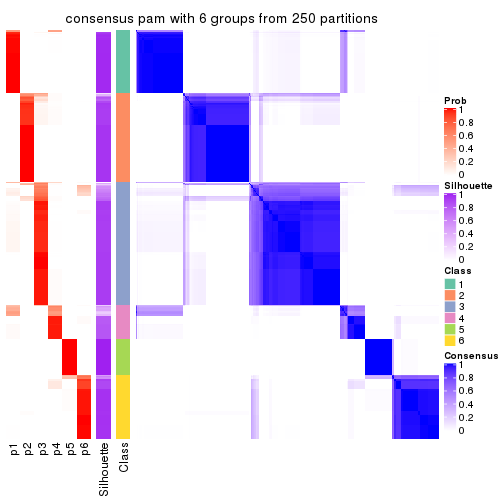 consensus pam with 6 groups from 250 partitions
Prob
1
0.8
0.6
0.4
0.2
0
Silhouette
1
0.8
0.6
0.4
0.2
0
Class
1
2
3
4
5
6
Consensus
1
0.8
0.6
0.4
0.2
0
p1
p2
p3
p4
p5
p6
Silhouette
Class